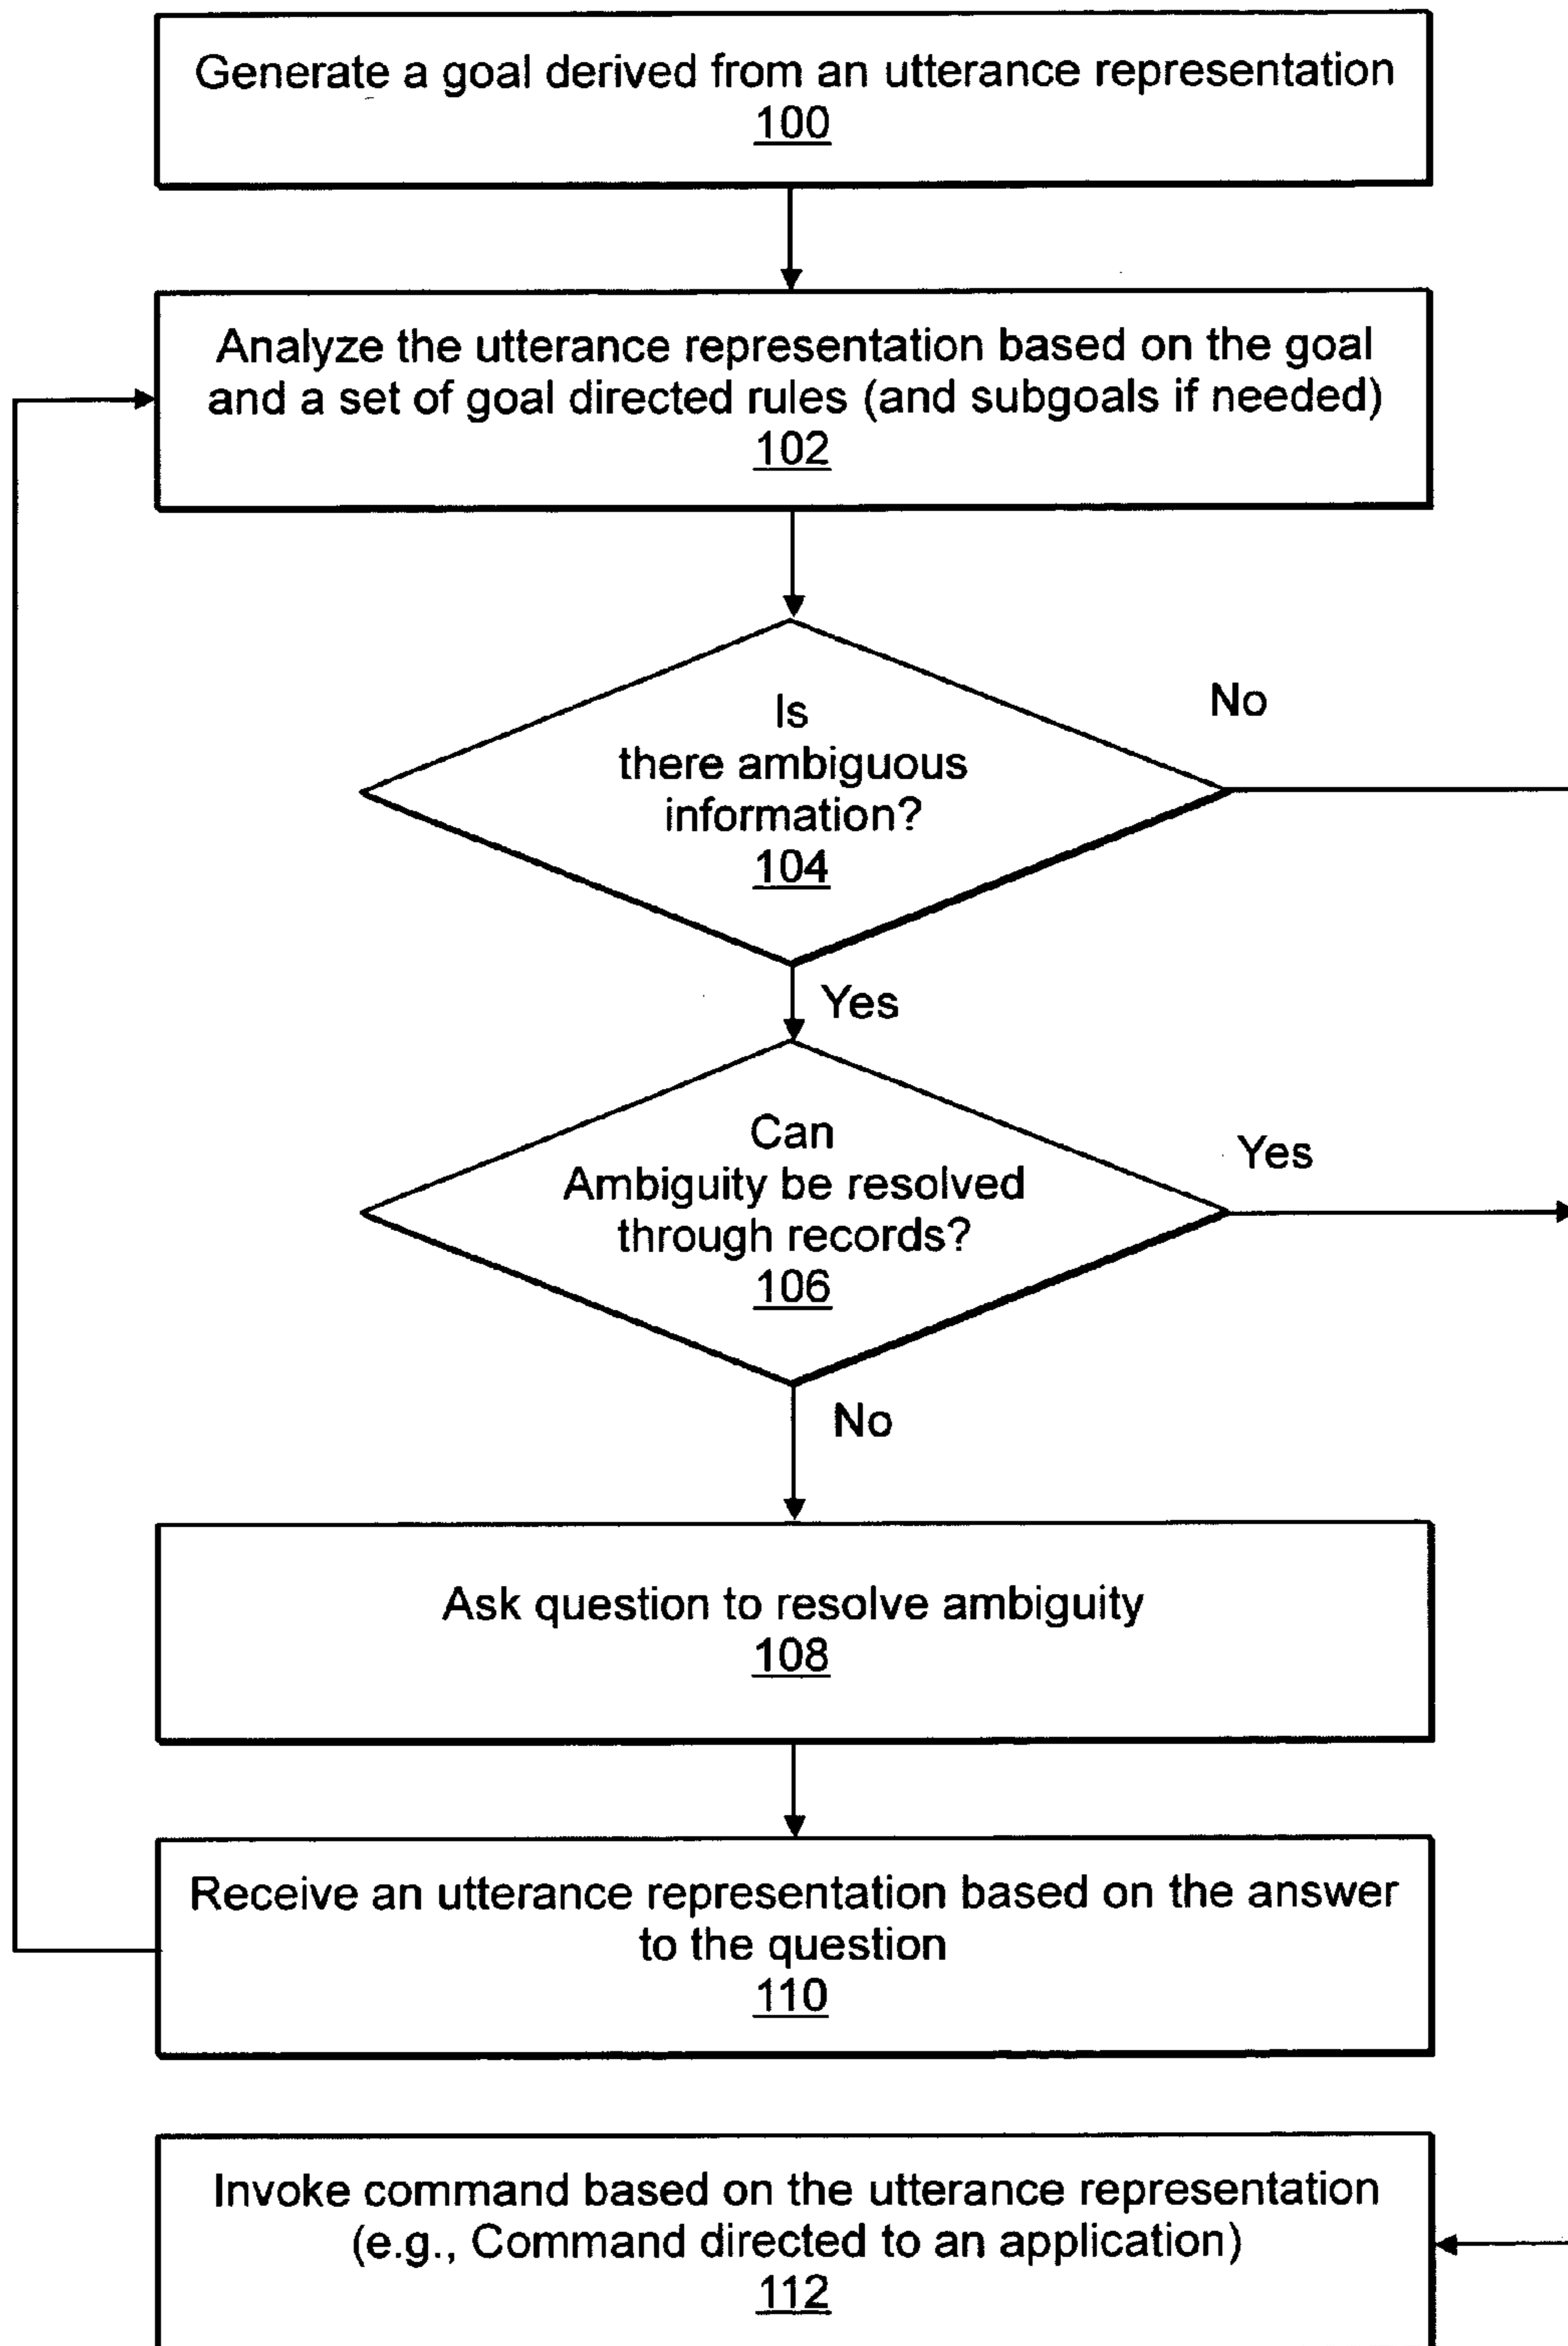 Generate a goal derived from an utterance representation
100
Analyze the utterance representation based on the goal
and a set of goal directed rules (and subgoals if needed)
102
Is
there ambiguous
information?
104
No
Yes
Can
Ambiguity be resolved
through records?
106
Yes
No
Ask question to resolve ambiguity
108
Receive an utterance representation based on the answer
to the question
110
Invoke command based on the utterance representation
(e.g., Command directed to an application)
112